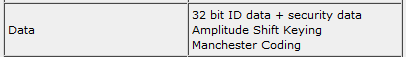 Data
32 bit ID data + security data
Amplitude Shift Keying
Manchester Coding